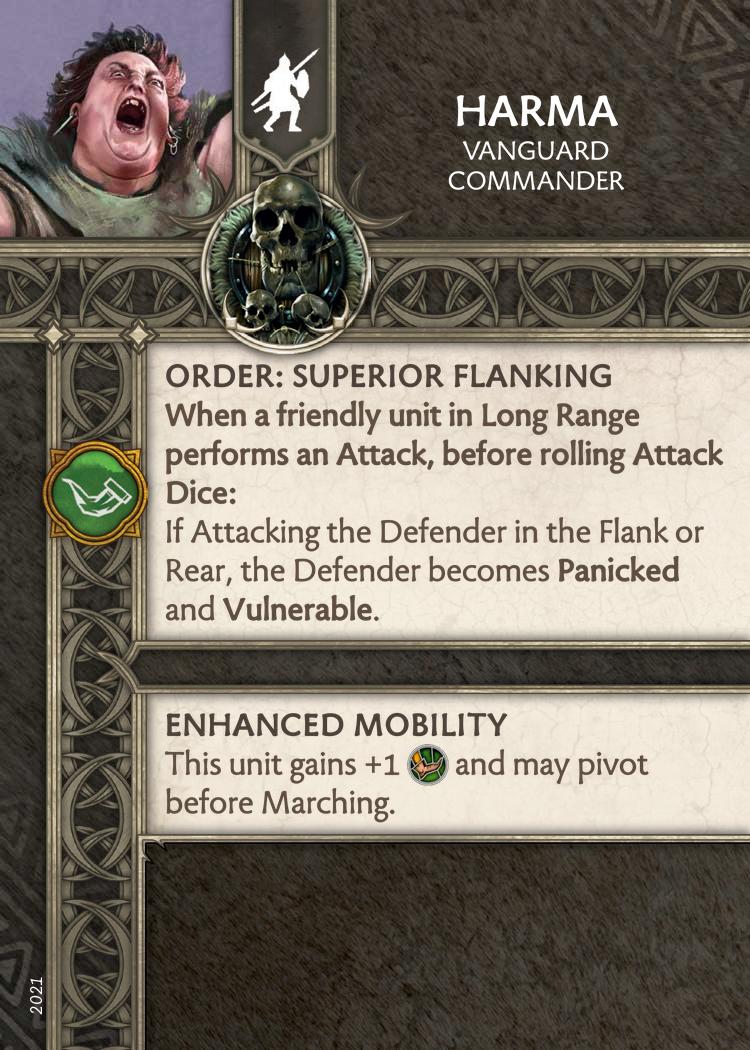 HARMA
VANGUARD
COMMANDER
ORDER: SUPERIOR FLANKING
When a friendly unit in Long Range
performs an Attack, before rolling Attack
Dice:
If Attacking the Defender in the Flank or
Rear, the Defender becomes Panicked
and Vulnerable.
ENHANCED MOBILITY
This unit gains +1 and may pivot
before Marching.
2021